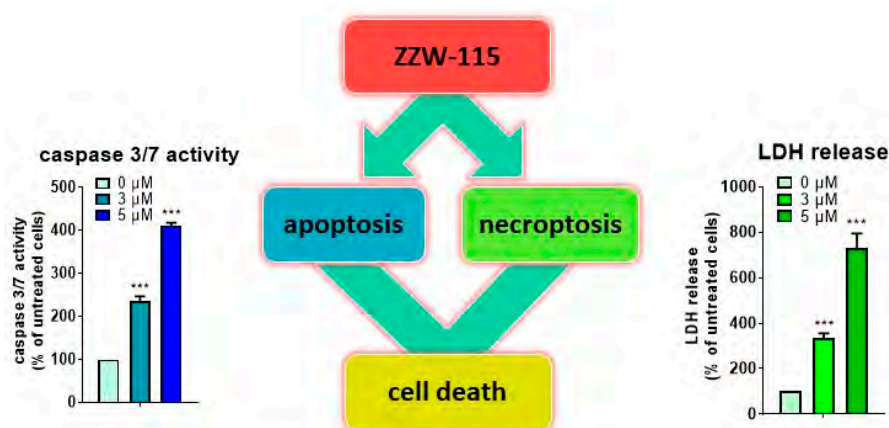 ZZW-115
caspase 3/7 activity
0 µM
3 µM
5 µM
caspase 3/7 activity
(% of untreated cells)
500
400
300
200
100
0
***
***
apoptosis
necroptosis
cell death
LDH release
0 µM
3 µM
5 µM
LDH release
(% of untreated cells)
1000
800
600
400
200
0
***
***